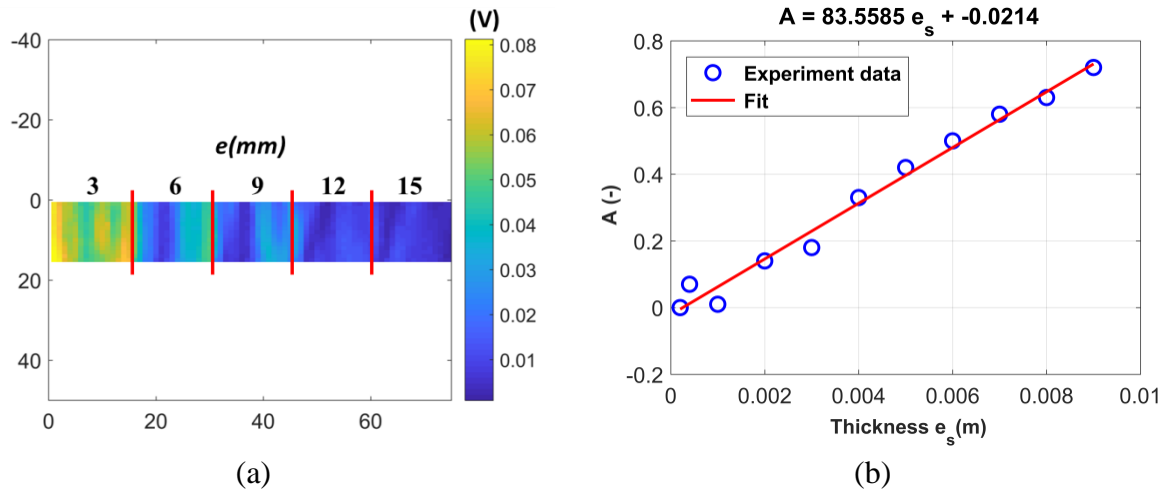 (V)
-40
-20
0
20
40
0
20
40
60
e(mm)
3 6 9 12 15
0.08
0.07
0.06
0.05
0.04
0.03
0.02
0.01
(a)
A = 83.5585 e_s + -0.0214
0.8
0.6
0.4
0.2
0
-0.2
A (-)
Experiment data
Fit
0 0.002 0.004 0.006 0.008 0.01
Thickness e_s(m)
(b)